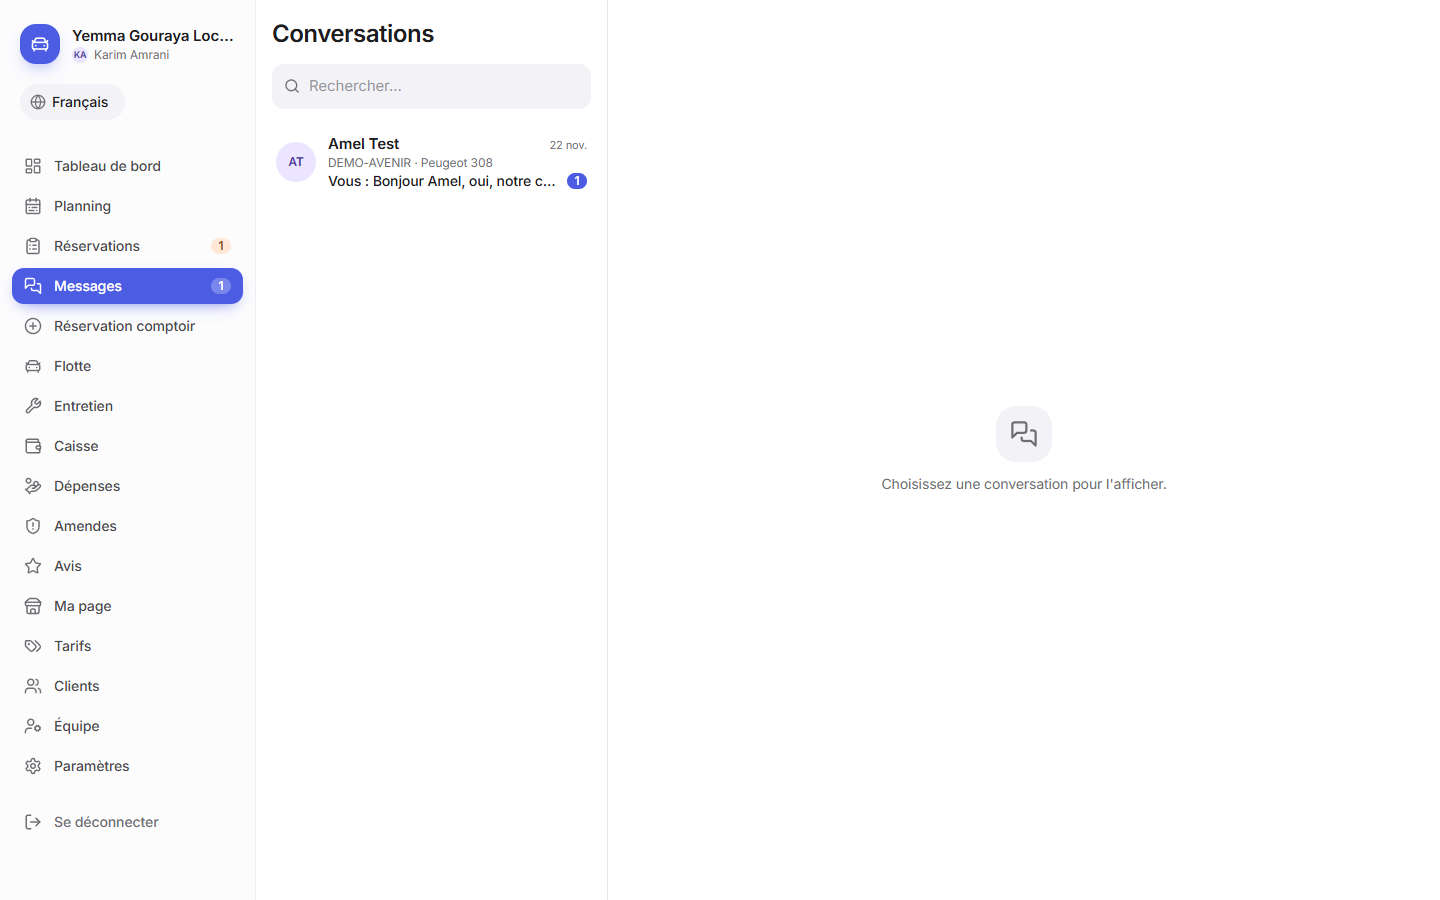 Yemma Gouraya Loc...
KA Karim Amrani
Français
Tableau de bord
Planning
Réservations 1
Messages 1
Réservation comptoir
Flotte
Entretien
Caisse
Dépenses
Amendes
Avis
Ma page
Tarifs
Clients
Équipe
Paramètres
Se déconnecter
Conversations
Rechercher...
AT
Amel Test 22 nov.
DEMO-AVENIR · Peugeot 308
Vous : Bonjour Amel, oui, notre c... 1
Choisissez une conversation pour l'afficher.